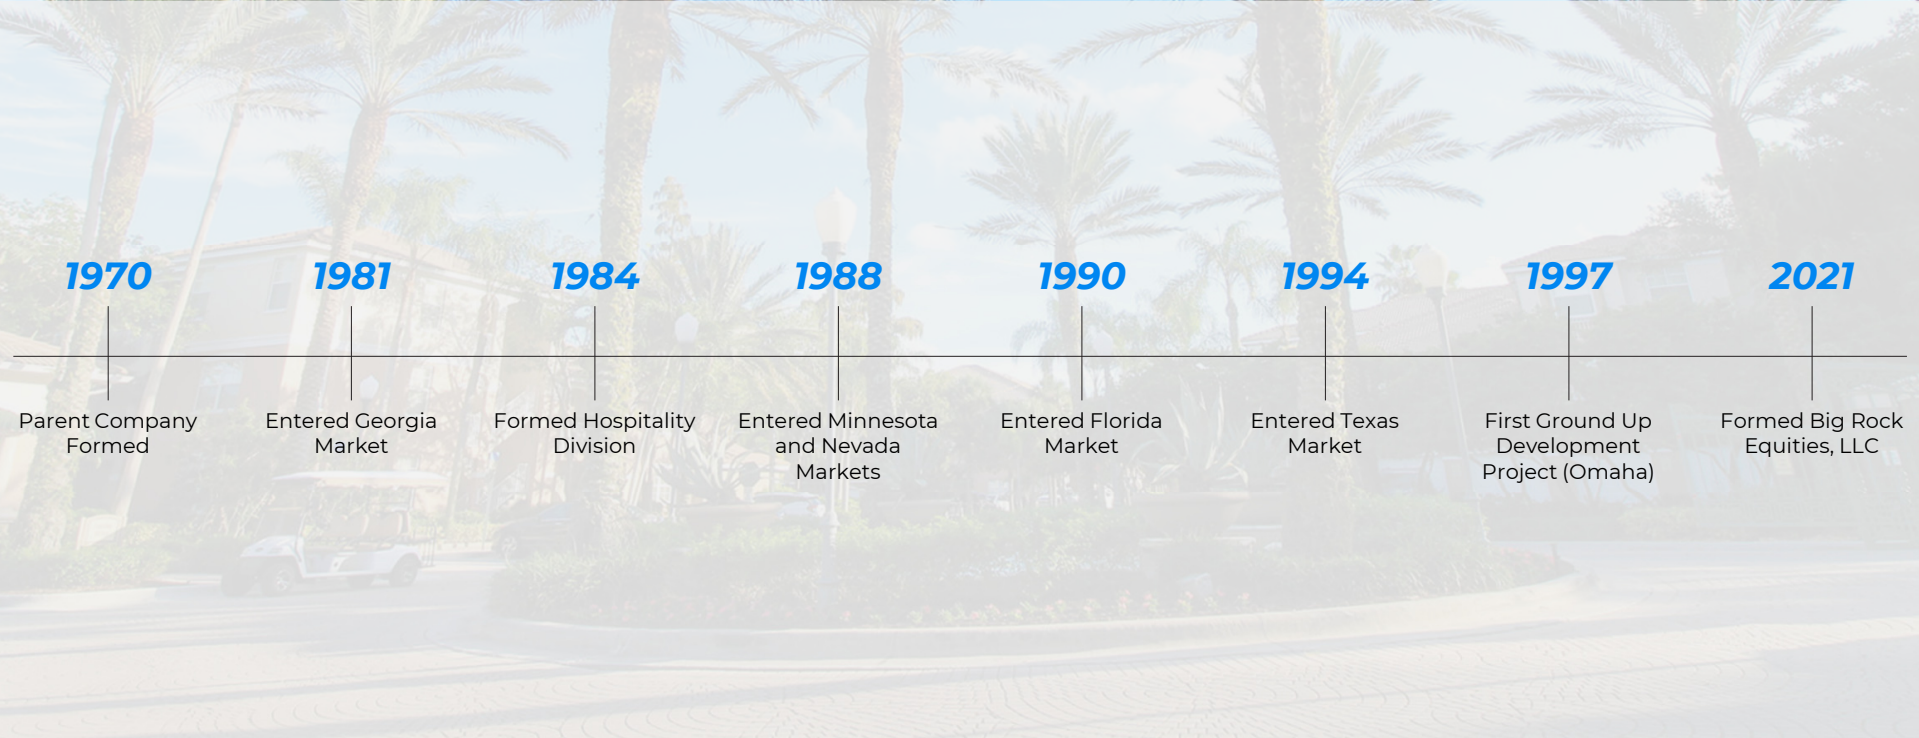 1970
Parent Company
Formed
1981
Entered Georgia
Market
1984
Formed Hospitality
Division
1988
Entered Minnesota
and Nevada
Markets
1990
Entered Florida
Market
1994
Entered Texas
Market
1997
First Ground Up
Development
Project (Omaha)
2021
Formed Big Rock
Equities, LLC